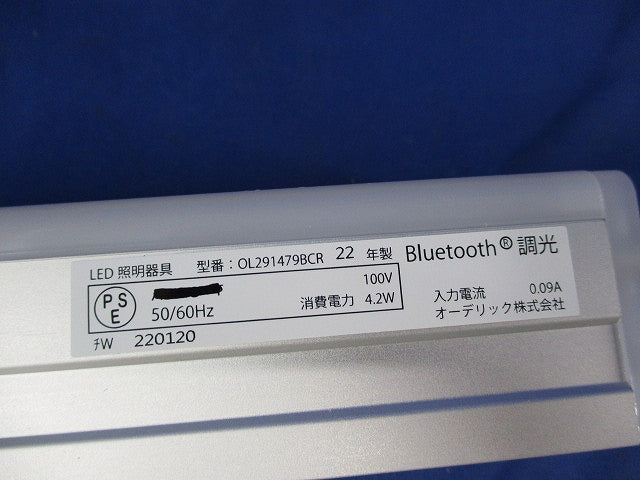 LED 照明器具 型番：OL291479BCR 22 年製 Bluetooth® 調光
PSE 100V
50/60Hz 消費電力 4.2W 入力電流 0.09A
オーデリック株式会社
ﾁW 220120